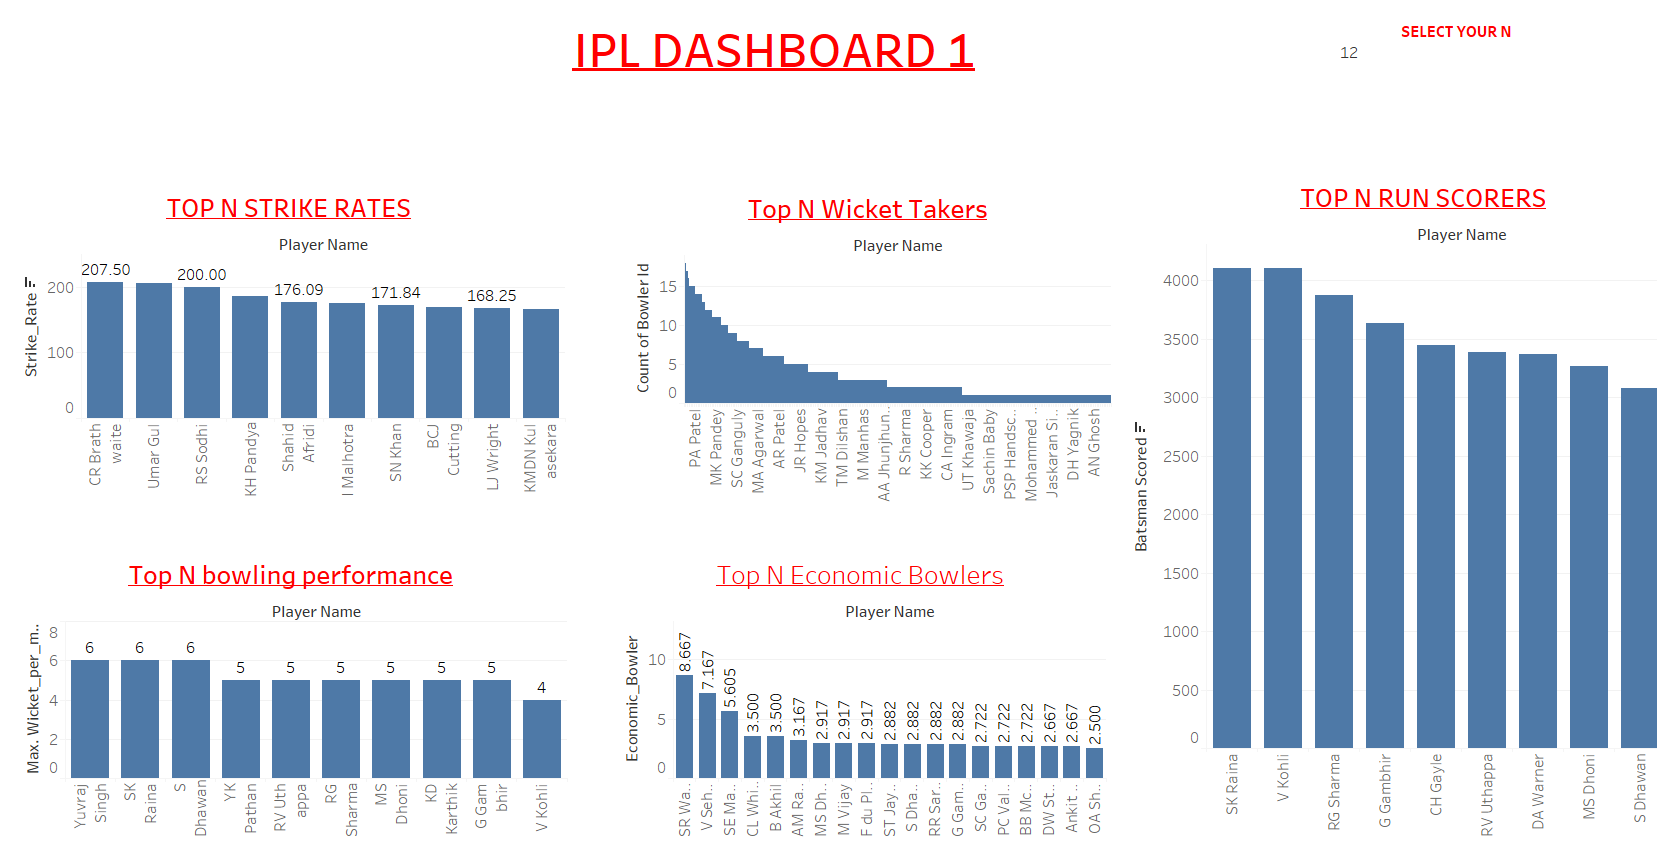 IPL DASHBOARD 1
SELECT YOUR N
12
TOP N STRIKE RATES
Player Name
Strike_Rate
200
100
0
207.50
200.00
176.09
171.84
168.25
CR Brath
waite
Umar Gul
RS Sodhi
KH Pandya
Shahid
Afridi
I Malhotra
SN Khan
BCJ
Cutting
LJ Wright
KMDN Kul
asekara
Top N Wicket Takers
Player Name
Count of Bowler Id
15
10
5
0
PA Patel
MK Pandey
SC Ganguly
MA Agarwal
AR Patel
JR Hopes
KM Jadhav
TM Dilshan
M Manhas
AA Jhunjhun..
R Sharma
KK Cooper
CA Ingram
UT Khawaja
Sachin Baby
PSP Handsc..
Mohammed ..
Jaskaran Si..
DH Yagnik
AN Ghosh
TOP N RUN SCORERS
Player Name
Batsman Scored
4000
3500
3000
2500
2000
1500
1000
500
0
SK Raina
V Kohli
RG Sharma
G Gambhir
CH Gayle
RV Uthappa
DA Warner
MS Dhoni
S Dhawan
Top N bowling performance
Player Name
Max. Wicket_per_m..
8
6
4
2
0
6
6
6
5
5
5
5
5
5
4
Yuvraj
Singh
SK
Raina
S
Dhawan
YK
Pathan
RV Uth
appa
RG
Sharma
MS
Dhoni
KD
Karthik
G Gam
bhir
V Kohli
Top N Economic Bowlers
Player Name
Economic_Bowler
10
5
0
8.667
7.167
5.605
3.500
3.500
3.167
2.917
2.917
2.917
2.882
2.882
2.882
2.882
2.722
2.722
2.722
2.667
2.667
2.500
SR Wa..
V Seh..
SE Ma..
CL Whi..
B Akhil
AM Ra..
MS Dh..
M Vijay
F du Pl..
ST Jay..
S Dha..
RR Sar..
G Gam..
SC Ga..
PC Val..
BB Mc..
DW St..
Ankit ..
OA Sh..